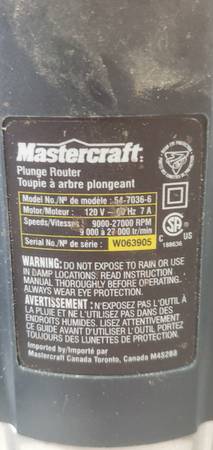 Mastercraft
Plunge Router
Toupie à arbre plongeant
Model No./Nº de modèle : 54-7036-6
Motor/Moteur : 120 V ~ 60 Hz 7 A
Speeds/Vitesses : 9000-27000 RPM
9 000 à 27 000 tr/min
Serial No./Nº de série : W063905
C US
188636
WARNING: DO NOT EXPOSE TO RAIN OR USE
IN DAMP LOCATIONS. READ INSTRUCTION
MANUAL THOROUGHLY BEFORE OPERATING.
ALWAYS WEAR EYE PROTECTION.
AVERTISSEMENT : N'EXPOSEZ PAS L'OUTIL À
LA PLUIE ET NE L'UTILISEZ PAS DANS DES
ENDROITS HUMIDES. LISEZ ATTENTIVEMENT
CE GUIDE AVANT D'UTILISER L'OUTIL. PORTEZ
TOUJOURS DES LUNETTES DE PROTECTION.
Imported by/Importé par
Mastercraft Canada Toronto, Canada M4S2B8